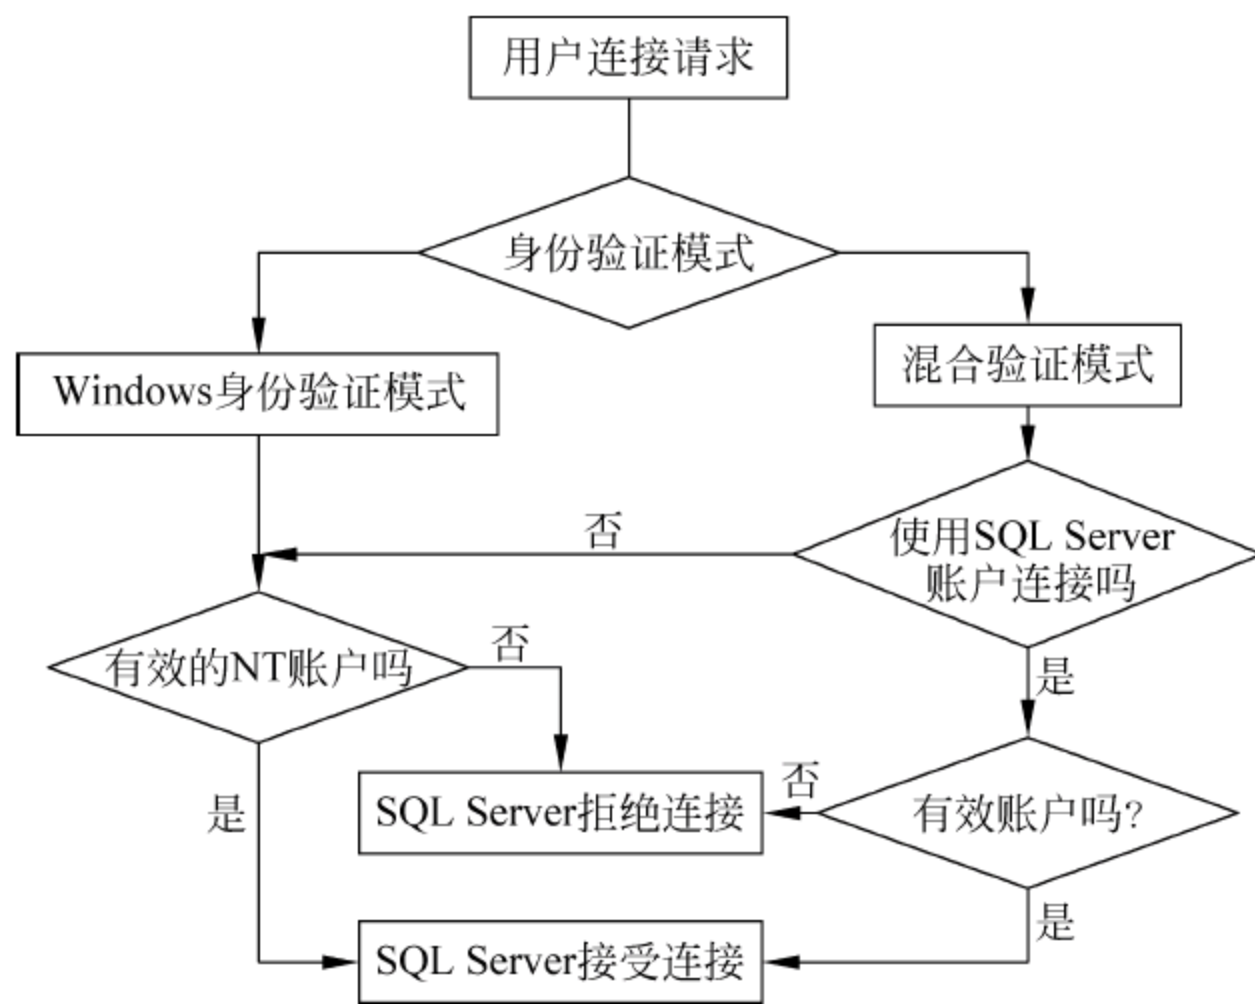 用户连接请求
身份验证模式
Windows身份验证模式
混合验证模式
使用SQL Server
账户连接吗
否
有效的NT账户吗
否
是
是
SQL Server拒绝连接
否
有效账户吗?
是
SQL Server接受连接